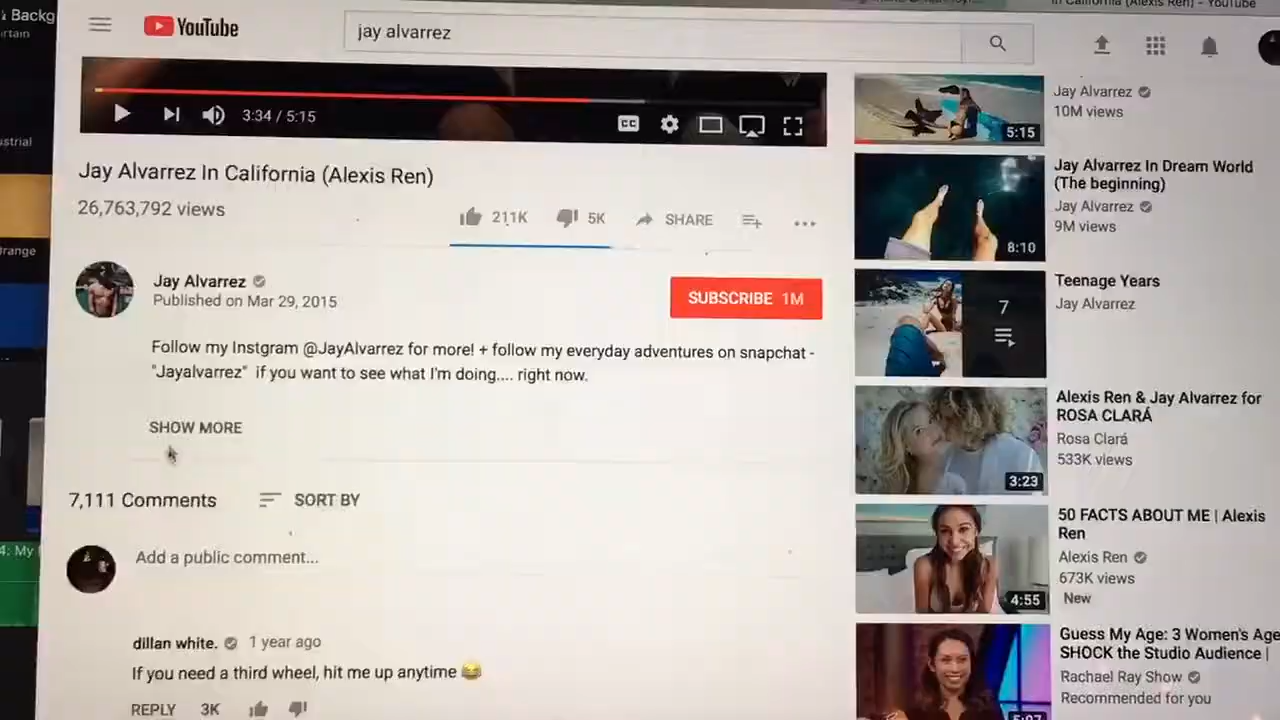 Backg
rtain
YouTube
jay alvarrez
In California (Alexis Ren) - YouTube
3:34 / 5:15
CC
Jay Alvarrez In California (Alexis Ren)
26,763,792 views
211K
5K
SHARE
Jay Alvarrez
Published on Mar 29, 2015
SUBSCRIBE 1M
Follow my Instgram @JayAlvarrez for more! + follow my everyday adventures on snapchat -
"Jayalvarrez" if you want to see what I'm doing.... right now.
SHOW MORE
7,111 Comments
SORT BY
Add a public comment...
dillan white. 1 year ago
If you need a third wheel, hit me up anytime 😂
REPLY 3K
Jay Alvarrez
10M views
5:15
Jay Alvarrez In Dream World
(The beginning)
Jay Alvarrez
9M views
8:10
Teenage Years
Jay Alvarrez
7
Alexis Ren & Jay Alvarrez for
ROSA CLARÁ
Rosa Clará
533K views
3:23
50 FACTS ABOUT ME | Alexis
Ren
Alexis Ren
673K views
New
4:55
Guess My Age: 3 Women's Age
SHOCK the Studio Audience |
Rachael Ray Show
Recommended for you
strial
Orange
4: My